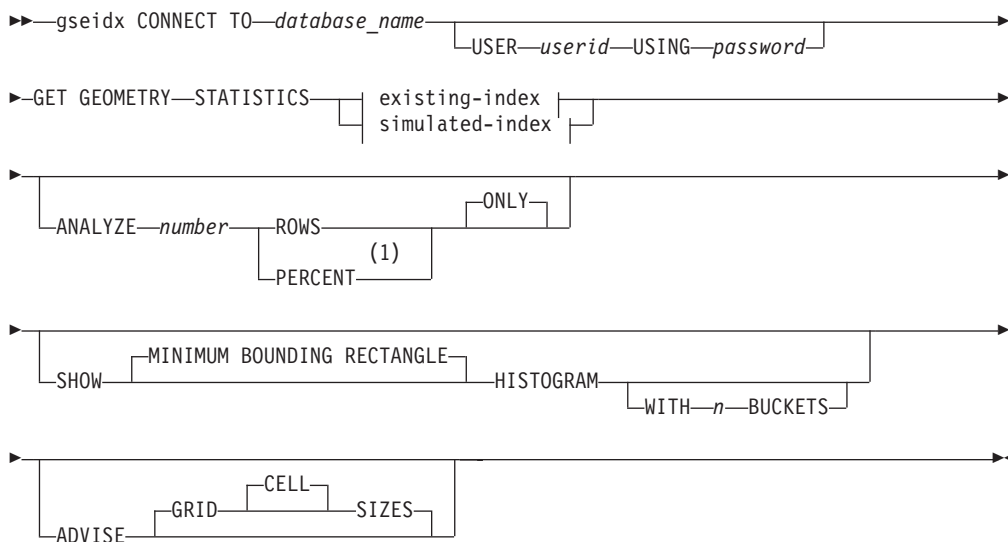 gseidx CONNECT TO database_name
USER userid USING password
GET GEOMETRY STATISTICS existing-index
simulated-index
ONLY
ANALYZE number ROWS
(1)
PERCENT
MINIMUM BOUNDING RECTANGLE
SHOW HISTOGRAM
WITH n BUCKETS
CELL
GRID SIZES
ADVISE